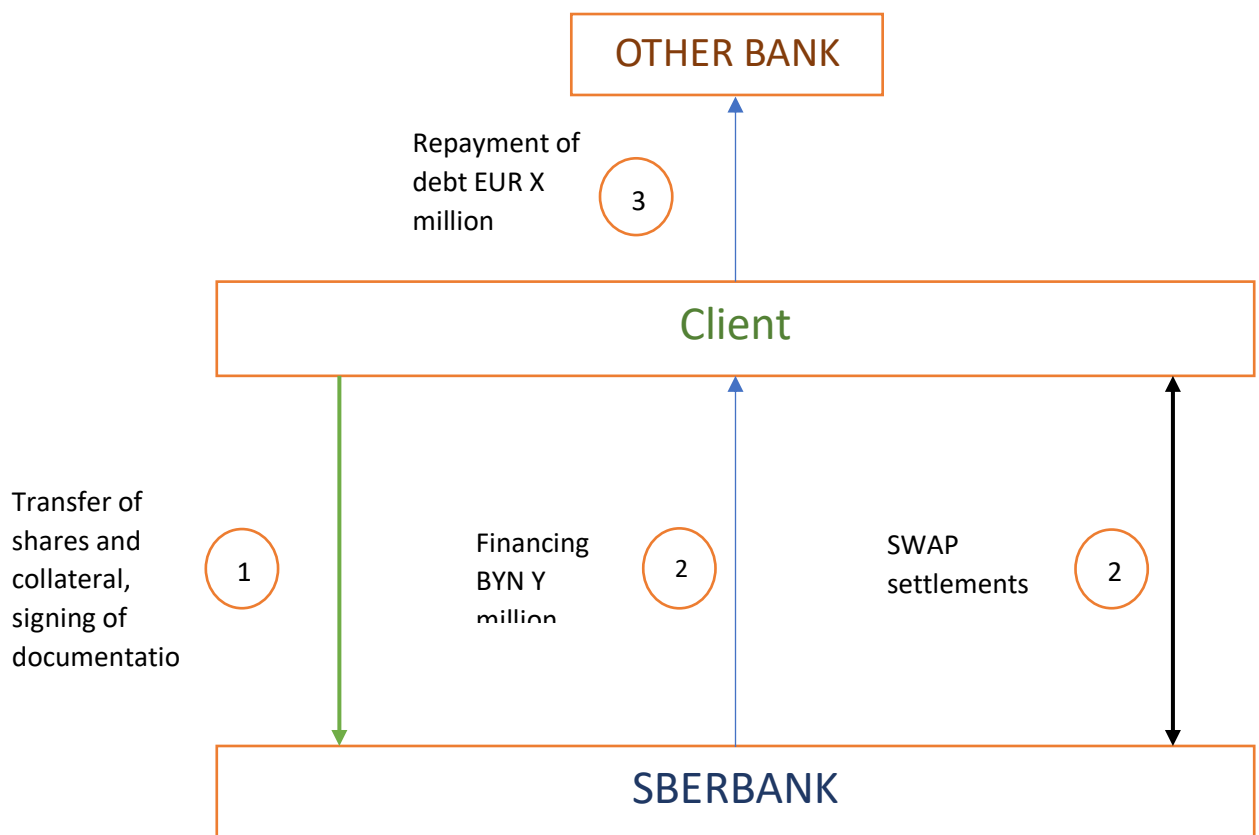 OTHER BANK
Repayment of
debt EUR X
million
3
Client
Transfer of
shares and
collateral,
signing of
documentatio
1
Financing
BYN Y
million
2
SWAP
settlements
2
SBERBANK